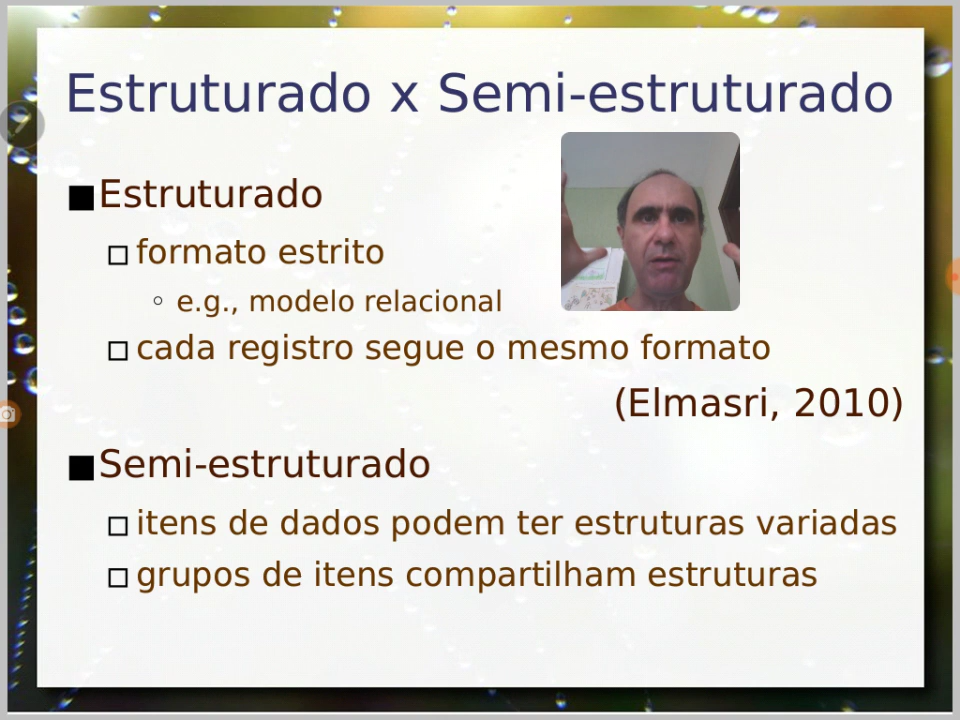 Estruturado x Semi-estruturado
Estruturado
formato estrito
e.g., modelo relacional
cada registro segue o mesmo formato
(Elmasri, 2010)
Semi-estruturado
itens de dados podem ter estruturas variadas
grupos de itens compartilham estruturas